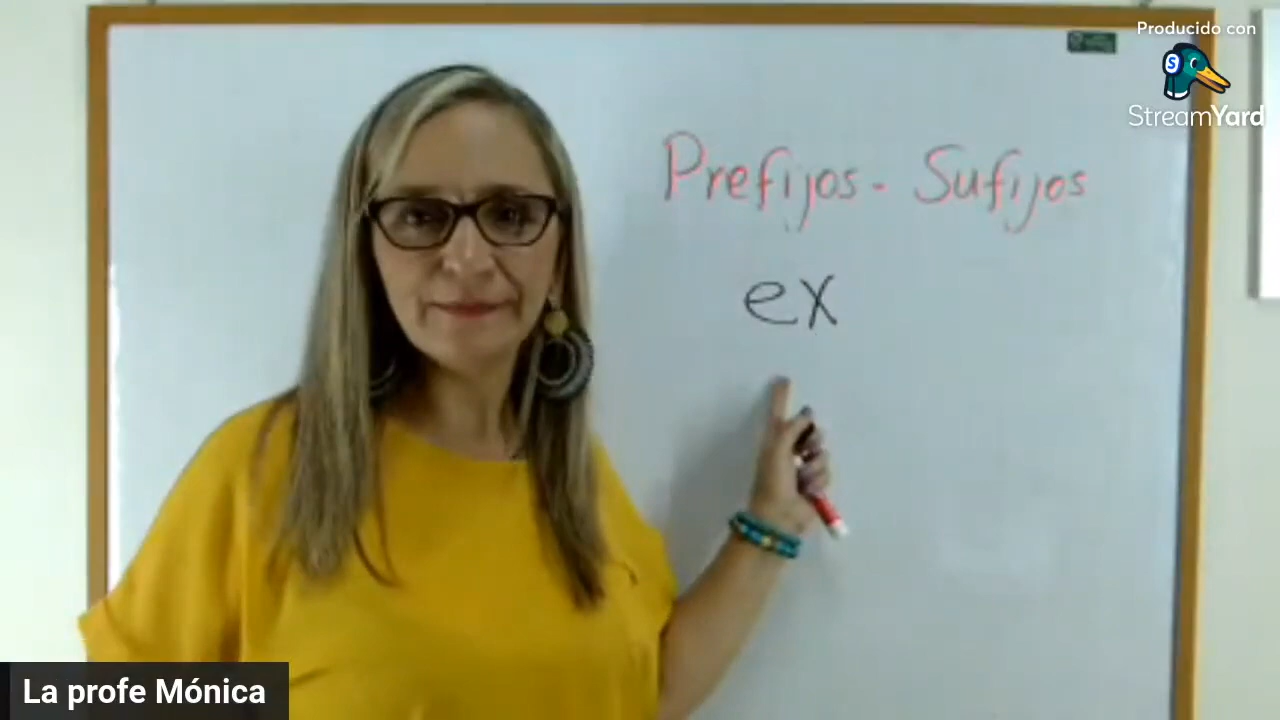 Producido con
StreamYard
Prefijos - Sufijos
ex
La profe Mónica